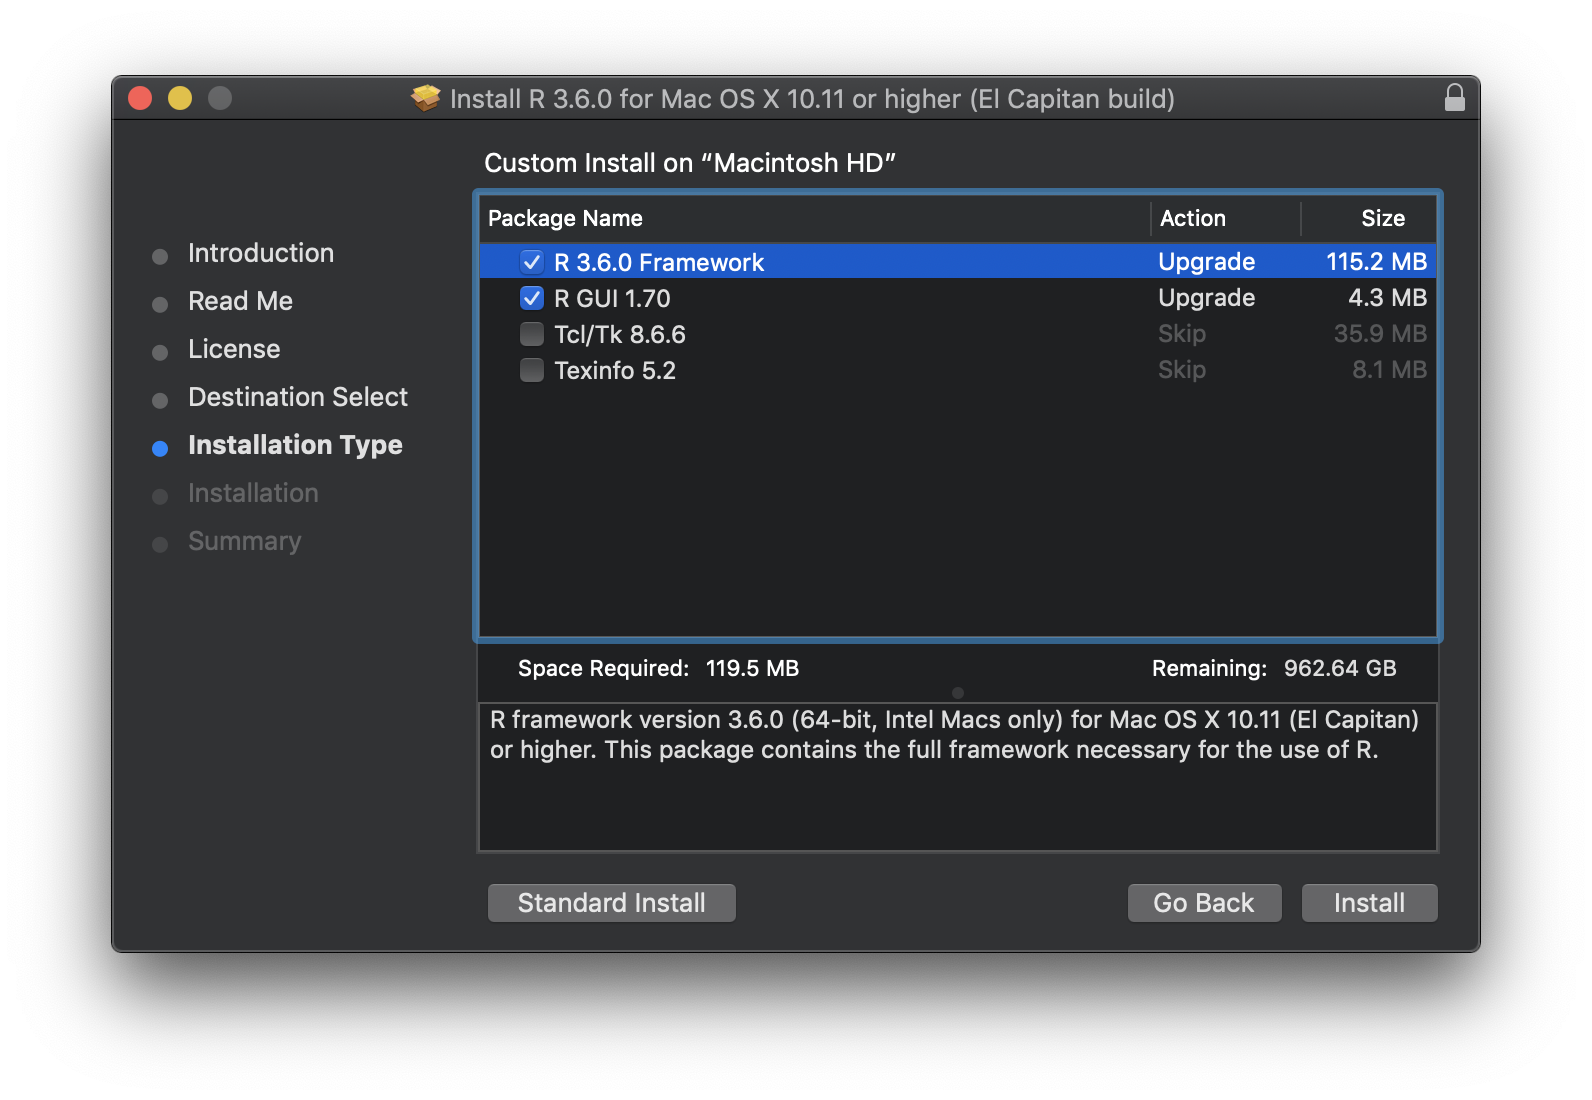 Install R 3.6.0 for Mac OS X 10.11 or higher (El Capitan build)
Custom Install on “Macintosh HD”
Introduction
Read Me
License
Destination Select
Installation Type
Installation
Summary
Package Name Action Size
R 3.6.0 Framework Upgrade 115.2 MB
R GUI 1.70 Upgrade 4.3 MB
Tcl/Tk 8.6.6 Skip 35.9 MB
Texinfo 5.2 Skip 8.1 MB
Space Required: 119.5 MB Remaining: 962.64 GB
R framework version 3.6.0 (64-bit, Intel Macs only) for Mac OS X 10.11 (El Capitan)
or higher. This package contains the full framework necessary for the use of R.
Standard Install Go Back Install